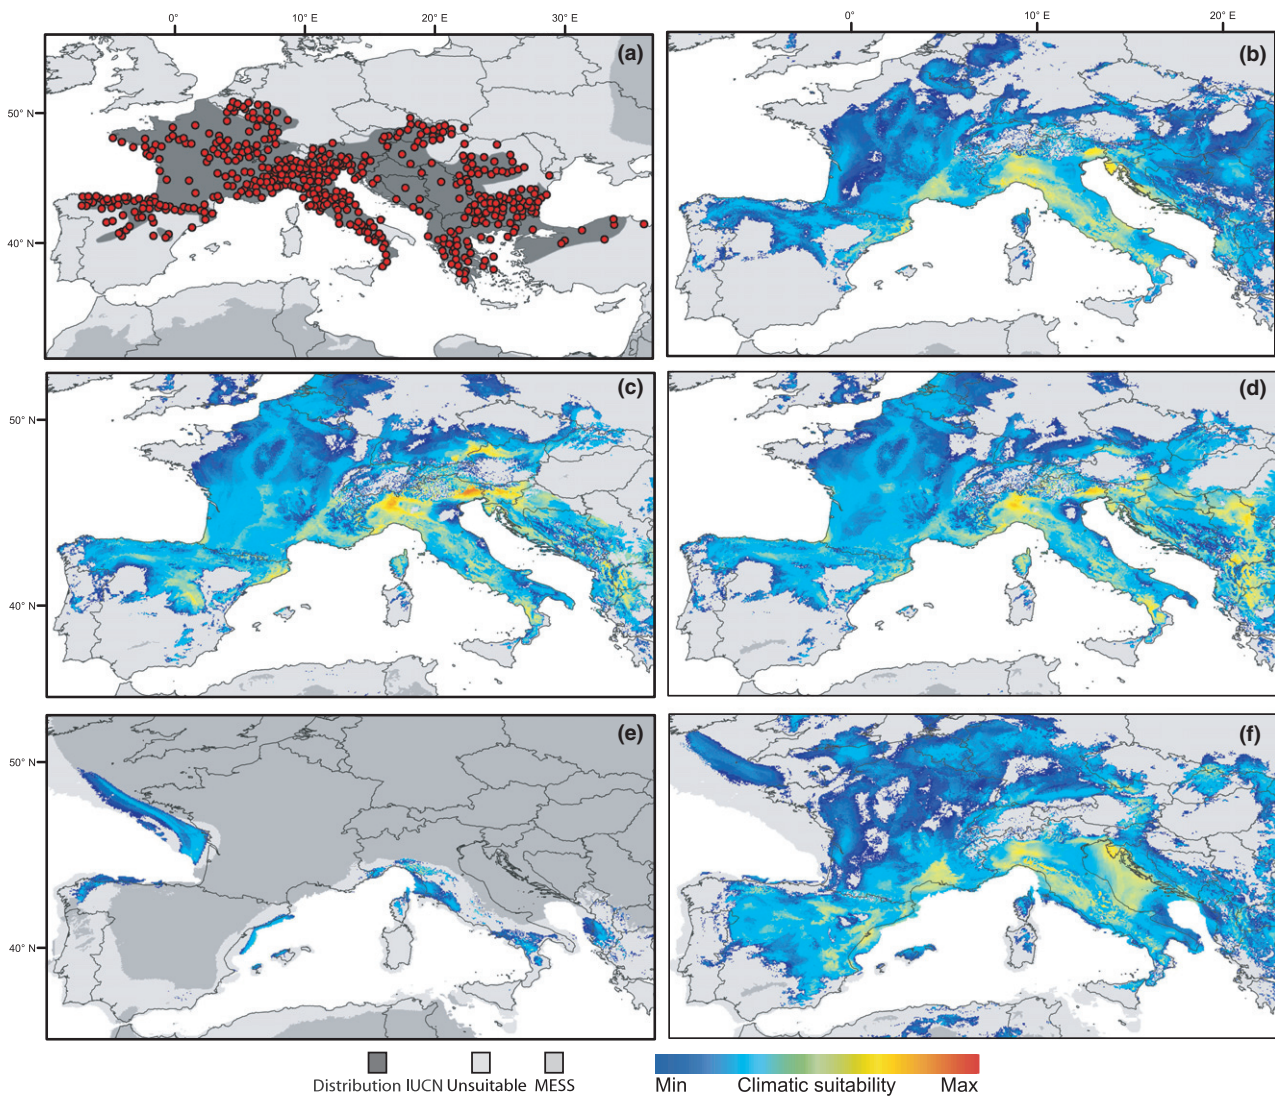 0° 10° E 20° E 30° E
0° 10° E 20° E
(a)
(b)
50° N
40° N
(c)
(d)
50° N
40° N
(e)
(f)
50° N
40° N
Distribution IUCN Unsuitable MESS
Min Climatic suitability Max